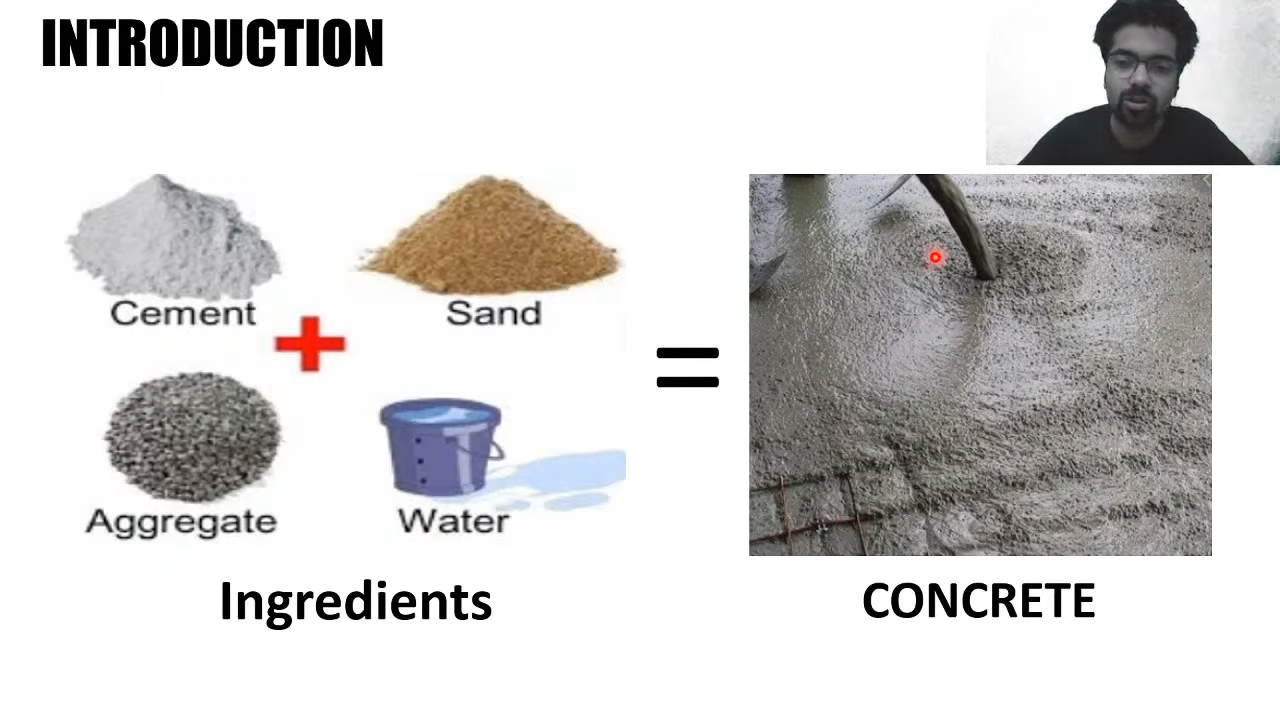 INTRODUCTION
Cement
Sand
Aggregate
Water
Ingredients
CONCRETE